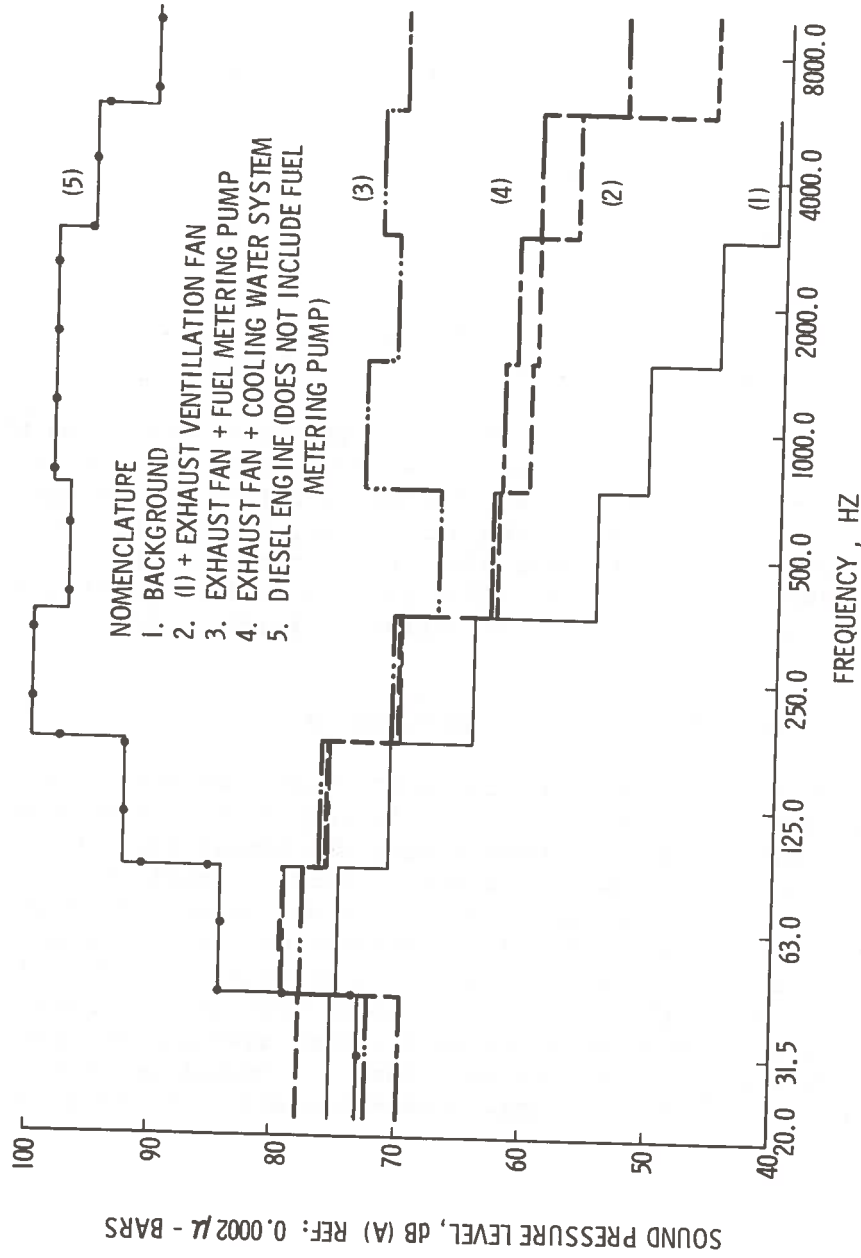 NOMENCLATURE
1. BACKGROUND
2. (1) + EXHAUST VENTILLATION FAN
3. EXHAUST FAN + FUEL METERING PUMP
4. EXHAUST FAN + COOLING WATER SYSTEM
5. DIESEL ENGINE (DOES NOT INCLUDE FUEL
METERING PUMP)
(5)
(3)
(4)
(2)
(1)
SOUND PRESSURE LEVEL, dB (A) REF: 0.0002 μ - BARS
100
90
80
70
60
50
40
20.0
31.5
63.0
125.0
250.0
500.0
1000.0
2000.0
4000.0
8000.0
FREQUENCY, HZ